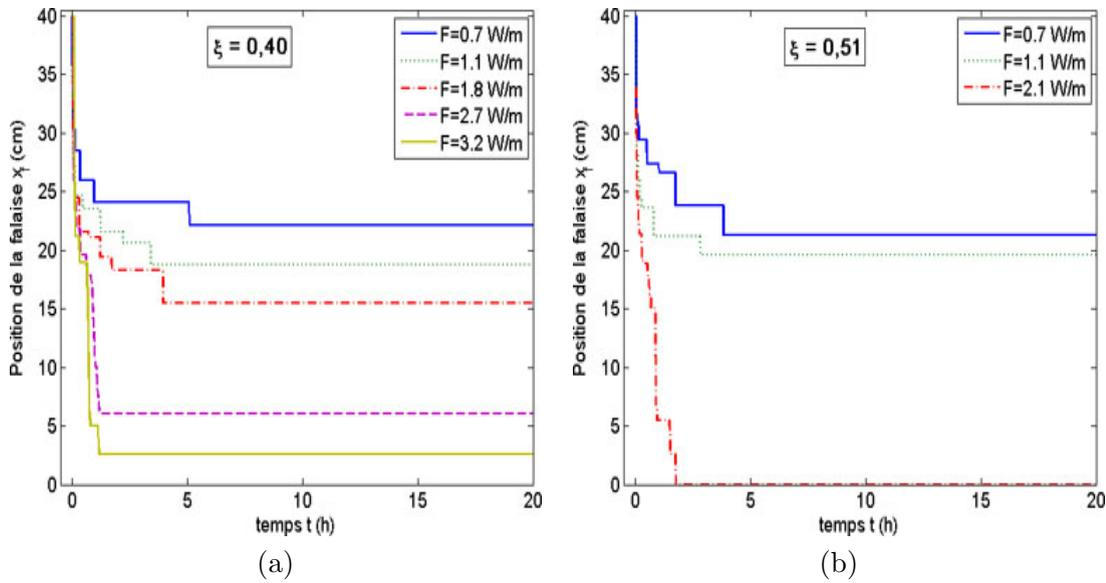 40
35
30
25
20
15
10
5
0
Position de la falaise x_f (cm)
ξ = 0,40
F=0.7 W/m
F=1.1 W/m
F=1.8 W/m
F=2.7 W/m
F=3.2 W/m
0 5 10 15 20
temps t (h)
(a)
40
35
30
25
20
15
10
5
0
Position de la falaise x_f (cm)
ξ = 0,51
F=0.7 W/m
F=1.1 W/m
F=2.1 W/m
0 5 10 15 20
temps t (h)
(b)